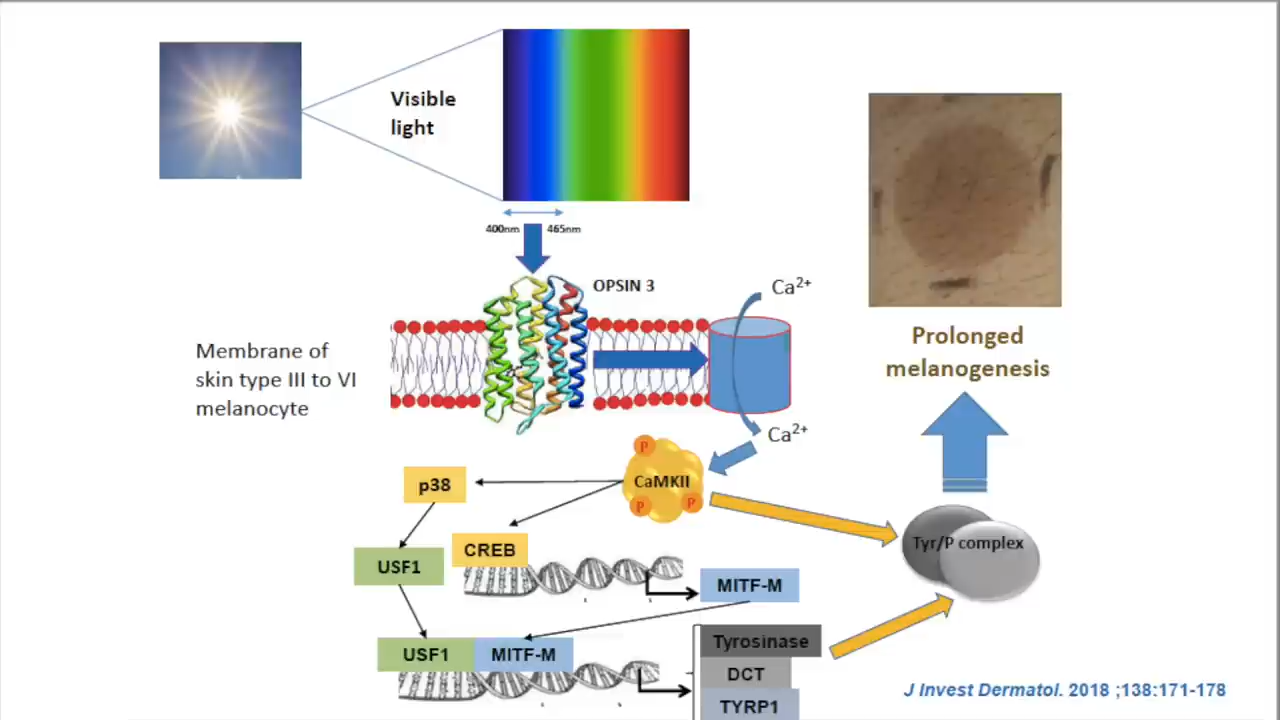 Visible
light
400nm
465nm
OPSIN 3
Ca²⁺
Membrane of
skin type III to VI
melanocyte
Prolonged
melanogenesis
Ca²⁺
P
CaMKII
P
P
p38
CREB
USF1
MITF-M
Tyr/P complex
USF1
MITF-M
Tyrosinase
DCT
TYRP1
J Invest Dermatol. 2018 ;138:171-178